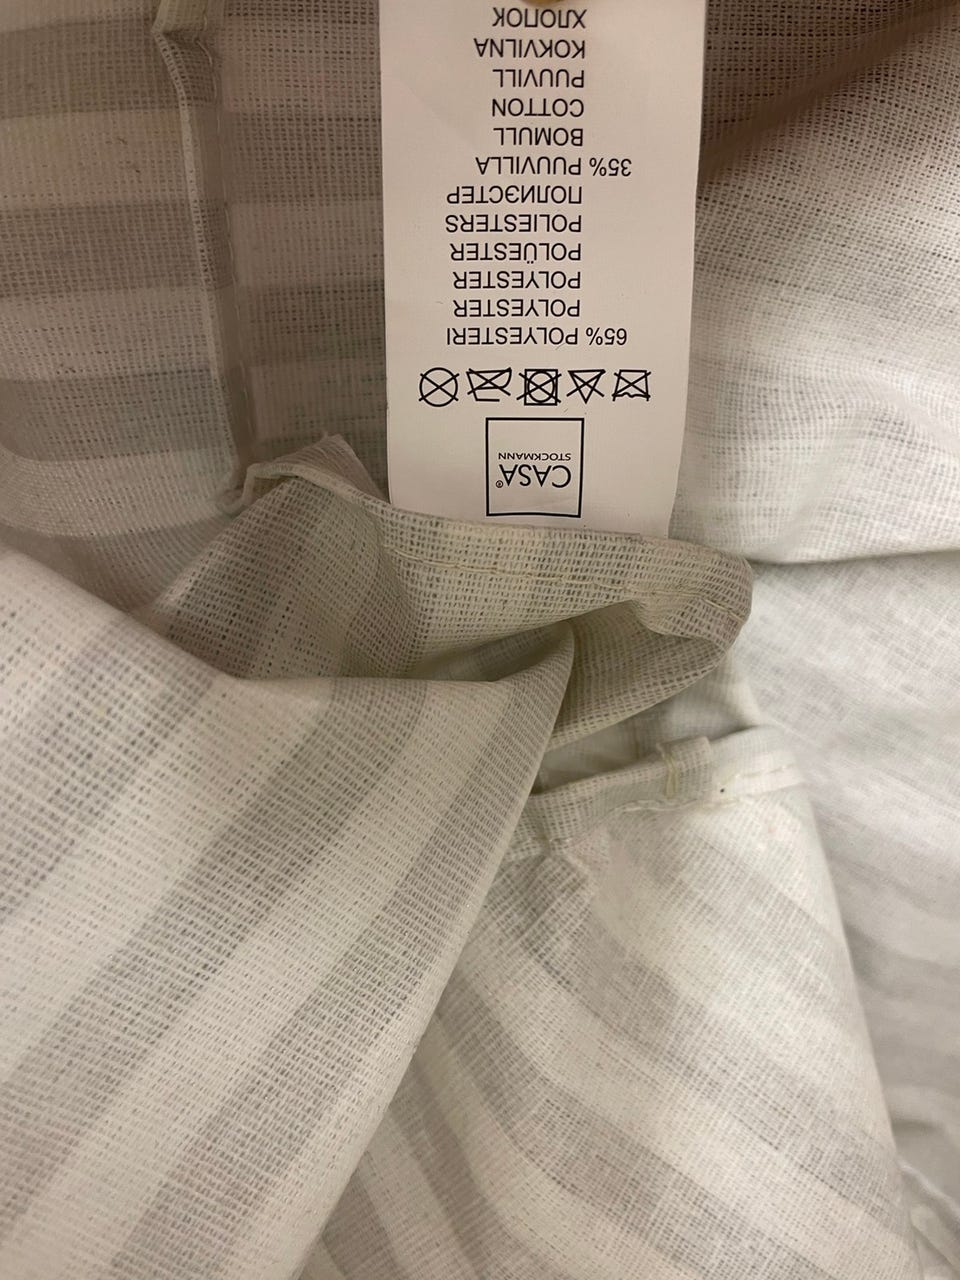 CASA®
STOCKMANN
65% POLYESTERI
POLYESTER
POLYESTER
POLÜESTER
POLIESTERS
ПОЛИЭСТЕР
35% PUUVILLA
BOMULL
COTTON
PUUVILL
KOKVILNA
ХЛОПОК